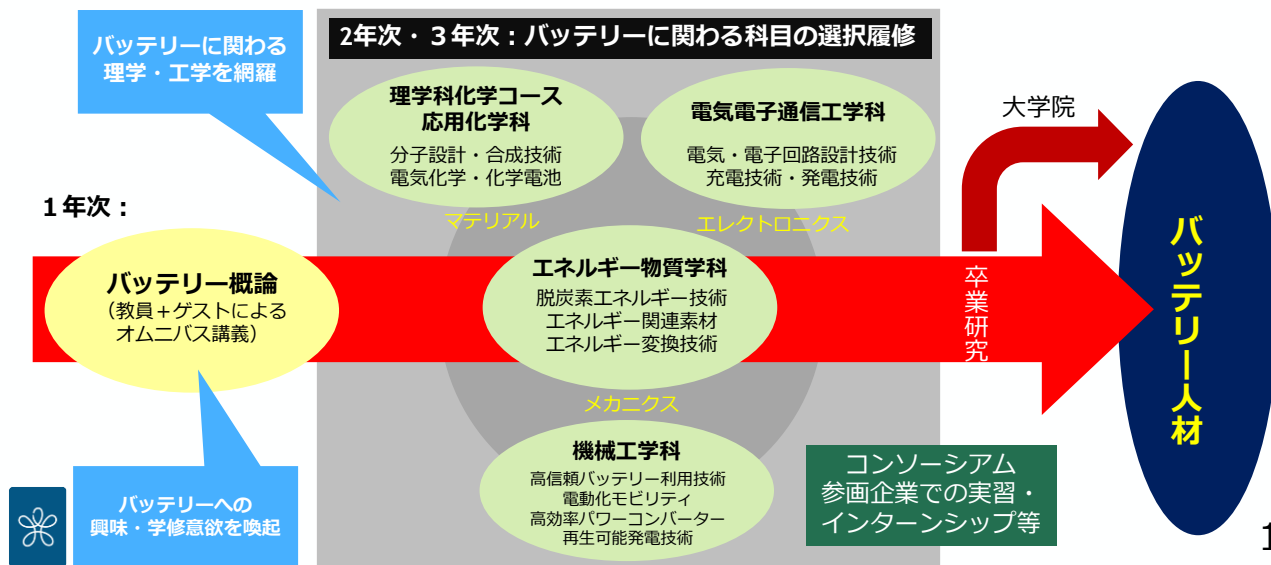 バッテリーに関わる
理学・工学を網羅
2年次・３年次：バッテリーに関わる科目の選択履修
理学科化学コース
応用化学科
分子設計・合成技術
電気化学・化学電池
電気電子通信工学科
電気・電子回路設計技術
充電技術・発電技術
大学院
１年次：
マテリアル
エレクトロニクス
バッテリー概論
（教員＋ゲストによる
オムニバス講義）
エネルギー物質学科
脱炭素エネルギー技術
エネルギー関連素材
エネルギー変換技術
卒業研究
バッテリー人材
メカニクス
機械工学科
高信頼バッテリー利用技術
電動化モビリティ
高効率パワーコンバーター
再生可能発電技術
コンソーシアム
参画企業での実習・
インターンシップ等
バッテリーへの
興味・学修意欲を喚起